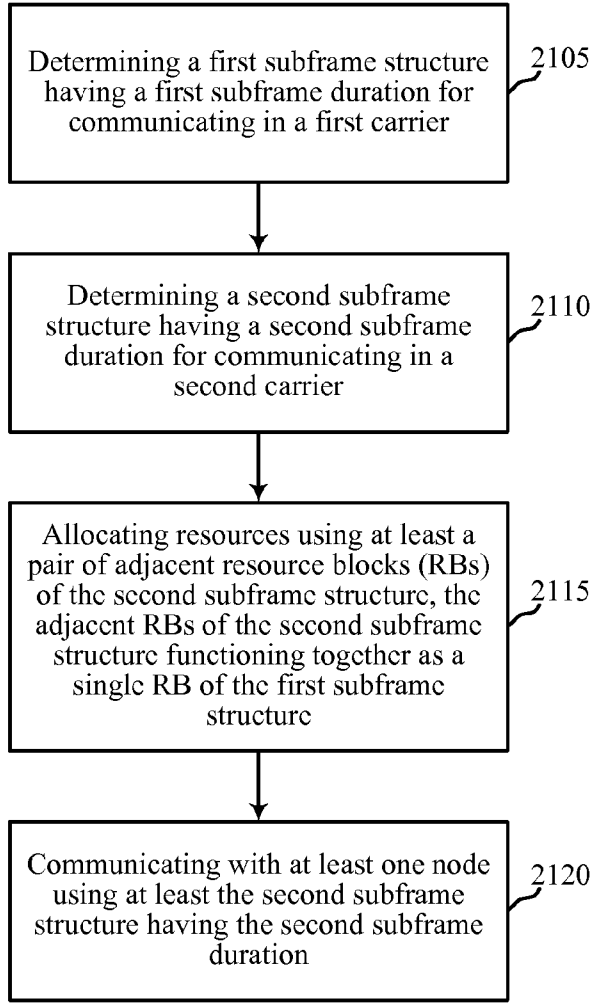 Determining a first subframe structure
having a first subframe duration for
communicating in a first carrier
2105
Determining a second subframe
structure having a second subframe
duration for communicating in a
second carrier
2110
Allocating resources using at least a
pair of adjacent resource blocks (RBs)
of the second subframe structure, the
adjacent RBs of the second subframe
structure functioning together as a
single RB of the first subframe
structure
2115
Communicating with at least one node
using at least the second subframe
structure having the second subframe
duration
2120